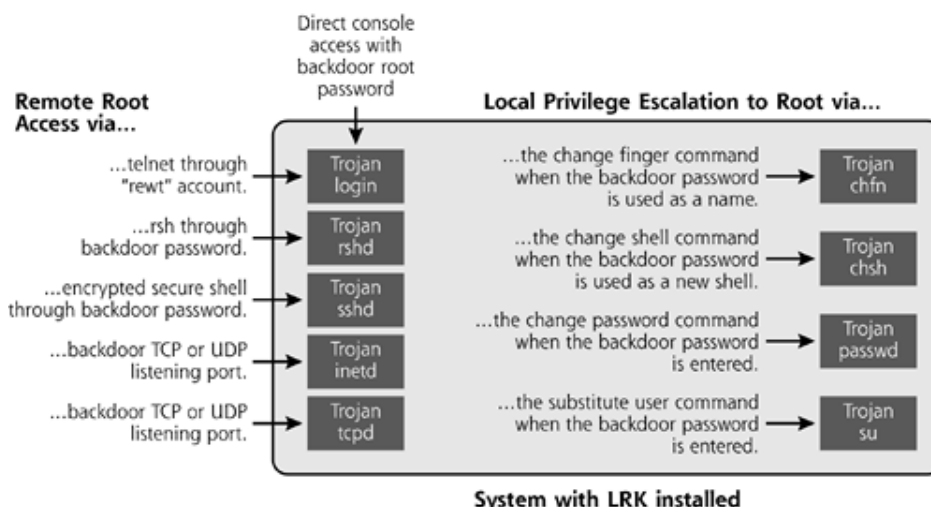 Direct console
access with
backdoor root
password
Remote Root
Access via...
Local Privilege Escalation to Root via...
...telnet through
"rewt" account.
Trojan
login
...rsh through
backdoor password.
Trojan
rshd
...encrypted secure shell
through backdoor password.
Trojan
sshd
...backdoor TCP or UDP
listening port.
Trojan
inetd
...backdoor TCP or UDP
listening port.
Trojan
tcpd
...the change finger command
when the backdoor password
is used as a name.
Trojan
chfn
...the change shell command
when the backdoor password
is used as a new shell.
Trojan
chsh
...the change password command
when the backdoor password
is entered.
Trojan
passwd
...the substitute user command
when the backdoor password
is entered.
Trojan
su
System with LRK installed